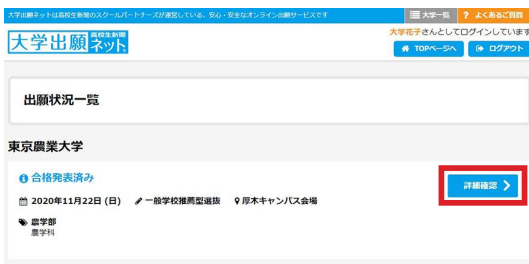 大学出願ネットは高校生新聞のスクールパートナーズが運営している、安心・安全なオンライン出願サービスです
大学一覧 ? よくあるご質問
大学出願 高校生新聞 ネット
大学花子さんとしてログインしています
TOPページへ ログアウト
出願状況一覧
東京農業大学
合格発表済み
詳細確認
2020年11月22日 (日) 一般学校推薦型選抜 厚木キャンパス会場
農学部
農学科